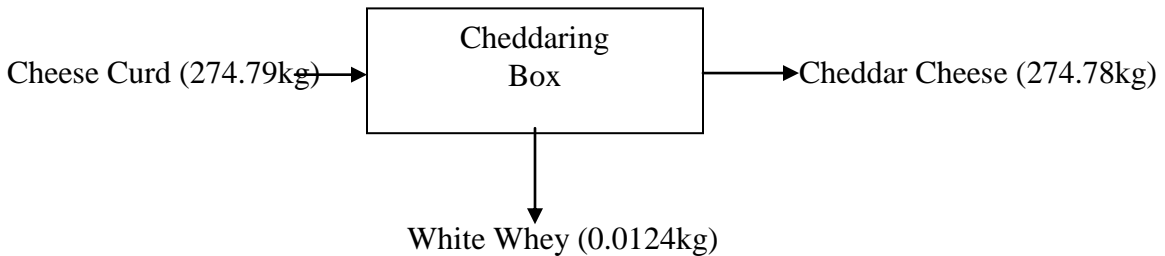 Cheddaring
Box
Cheese Curd (274.79kg)
Cheddar Cheese (274.78kg)
White Whey (0.0124kg)